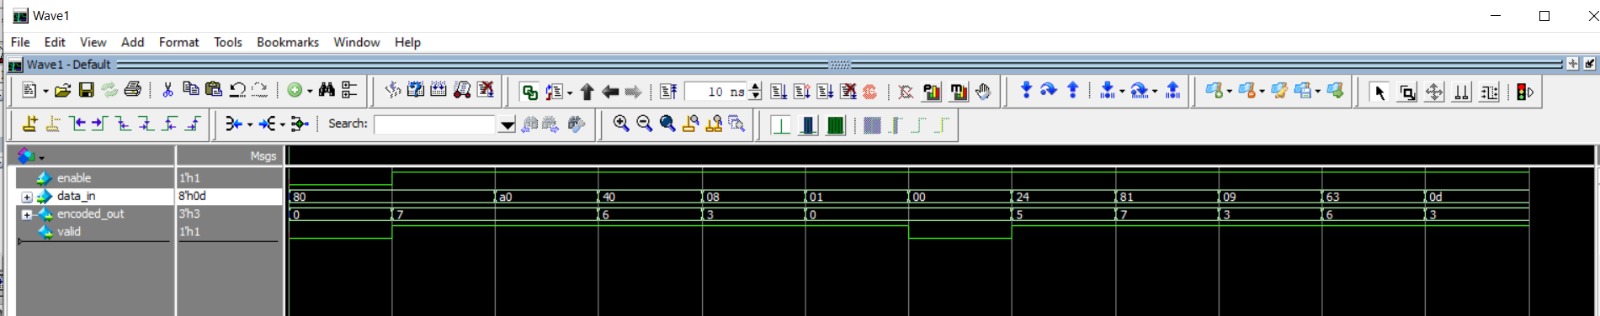 Wave1
File Edit View Add Format Tools Bookmarks Window Help
Wave1 - Default
10 ns
Search:
Msgs
enable 1'h1
data_in 8'h0d 80 a0 40 08 01 00 24 81 09 63 0d
encoded_out 3'h3 0 7 6 3 0 5 7 3 6 3
valid 1'h1